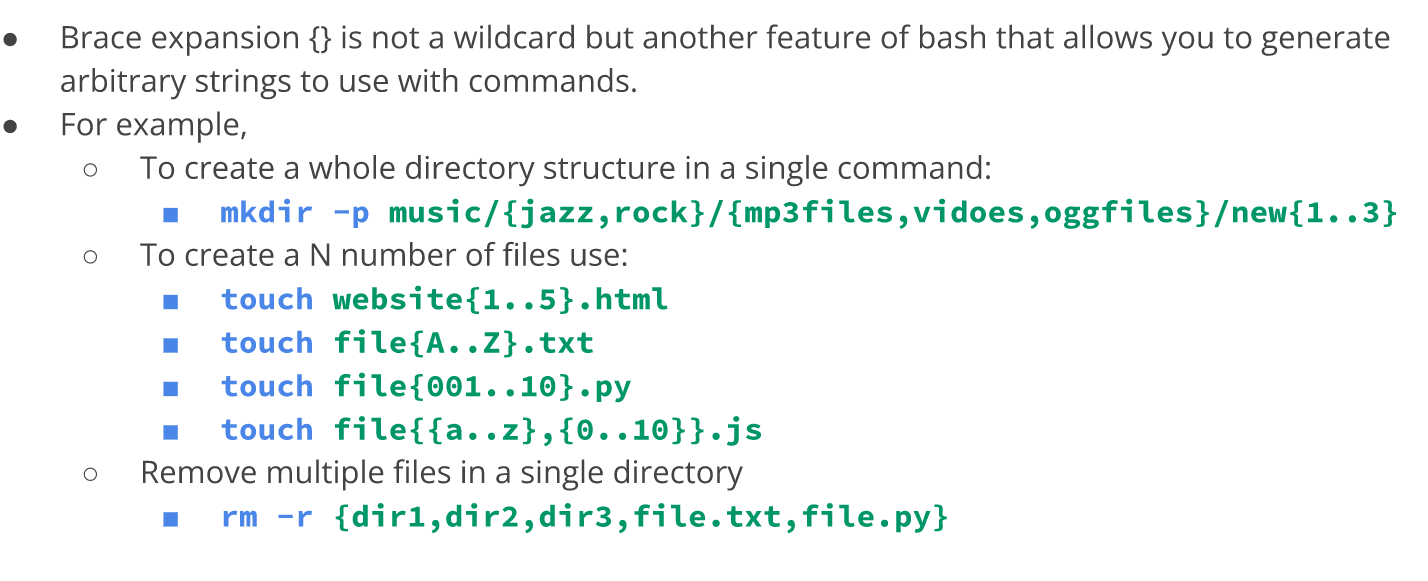 ● Brace expansion {} is not a wildcard but another feature of bash that allows you to generate
arbitrary strings to use with commands.
● For example,
○ To create a whole directory structure in a single command:
■ mkdir -p music/{jazz,rock}/{mp3files,vidoes,oggfiles}/new{1..3}
○ To create a N number of files use:
■ touch website{1..5}.html
■ touch file{A..Z}.txt
■ touch file{001..10}.py
■ touch file{{a..z},{0..10}}.js
○ Remove multiple files in a single directory
■ rm -r {dir1,dir2,dir3,file.txt,file.py}